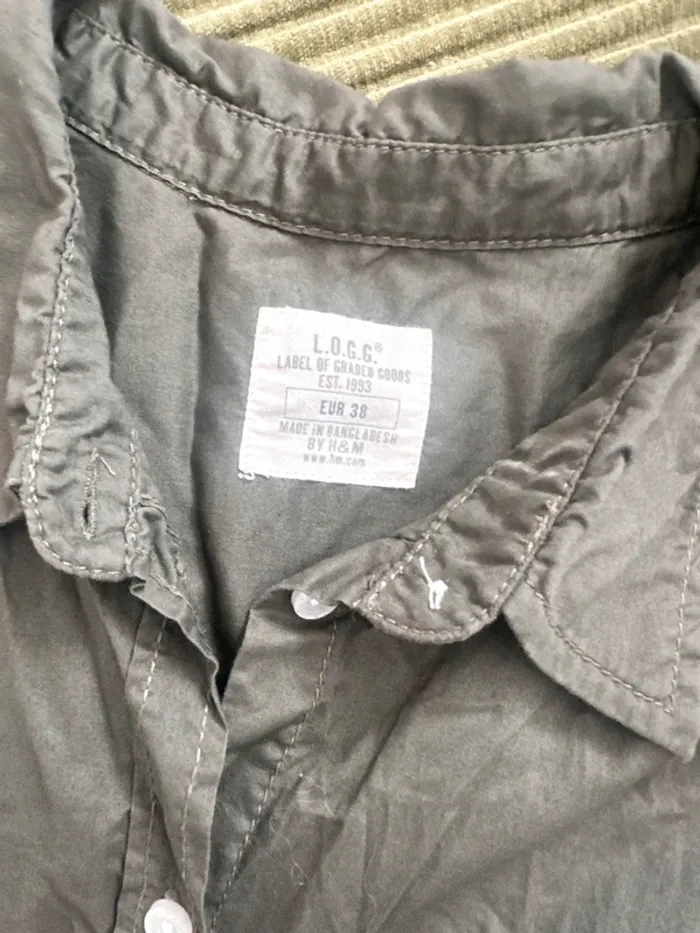 L.O.G.G.®
LABEL OF GRADED GOODS
EST. 1993
EUR 38
MADE IN BANGLADESH
BY H&M
www.hm.com